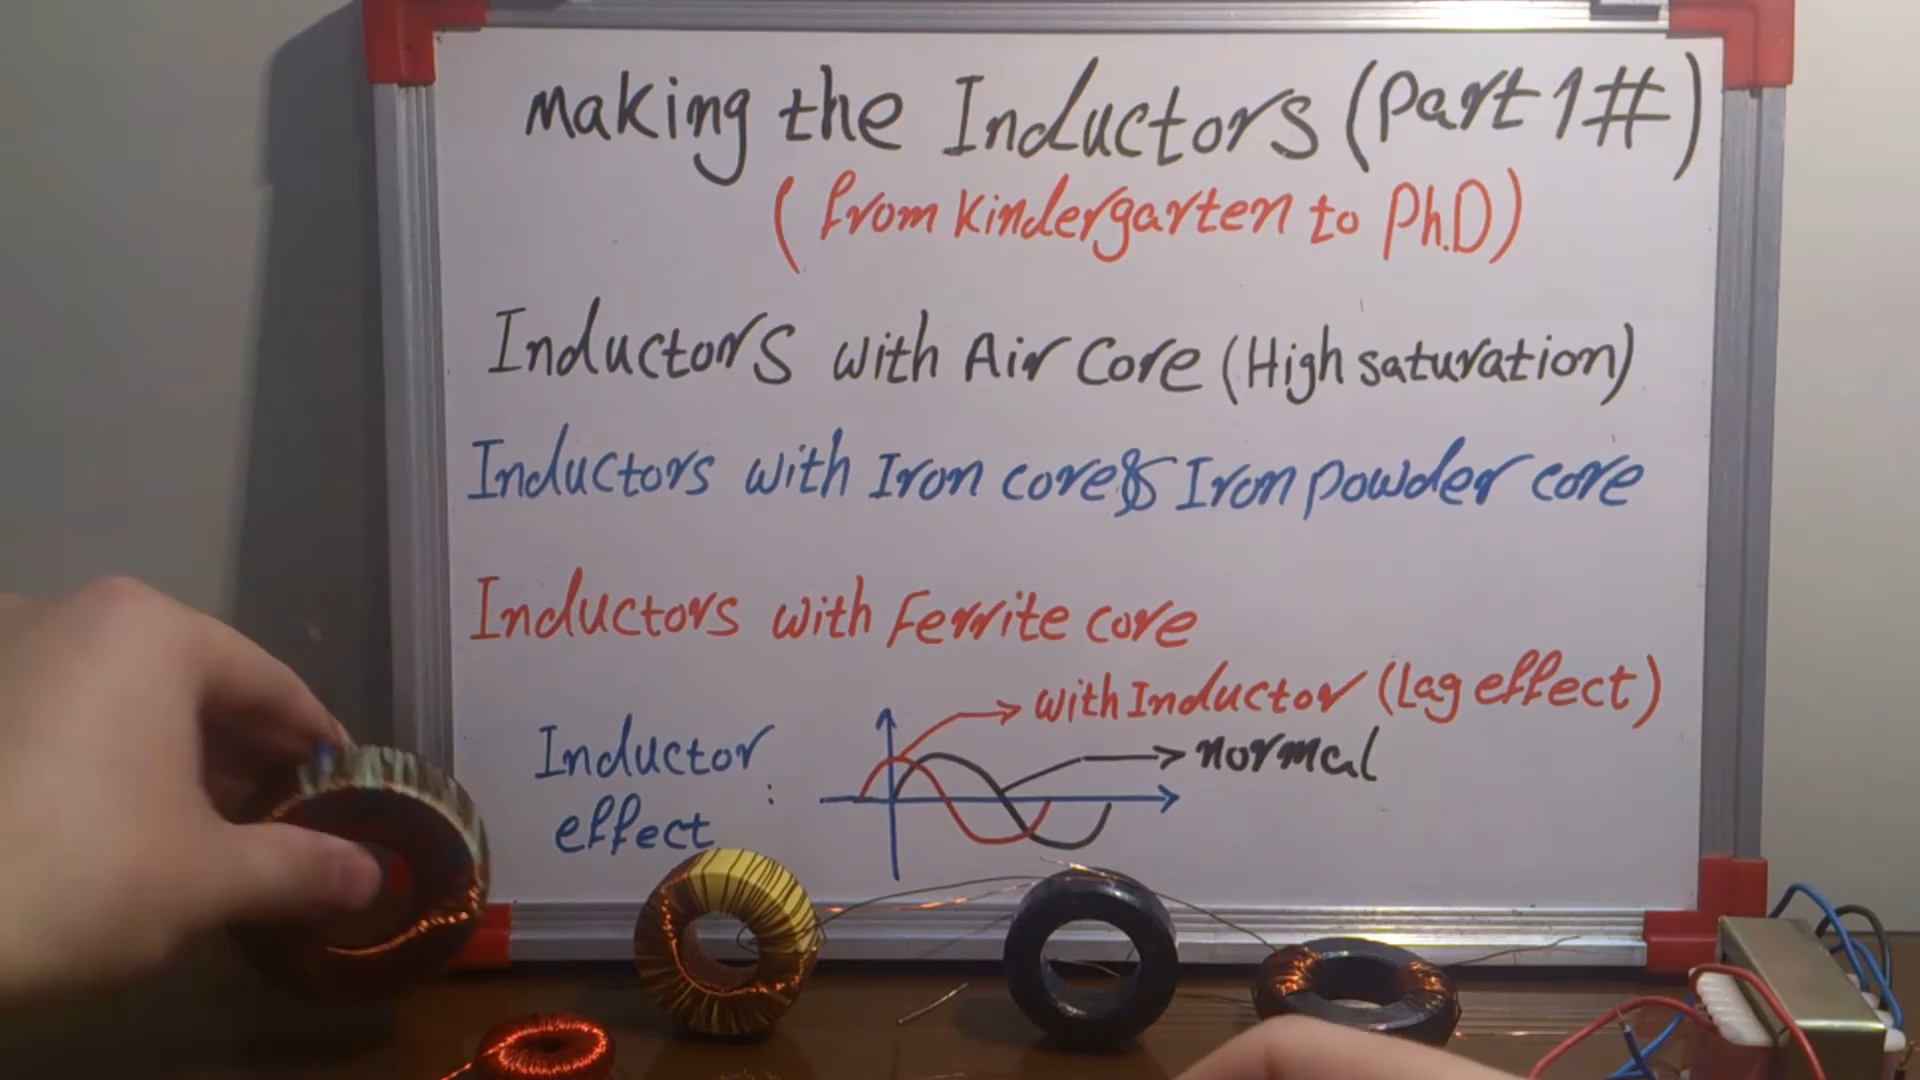 Making the Inductors (Part 1#)
(from kindergarten to Ph.D)
Inductors with Air Core (High saturation)
Inductors with Iron core & Iron powder core
Inductors with Ferrite core
with Inductor (Lag effect)
Inductor
normal
effect :